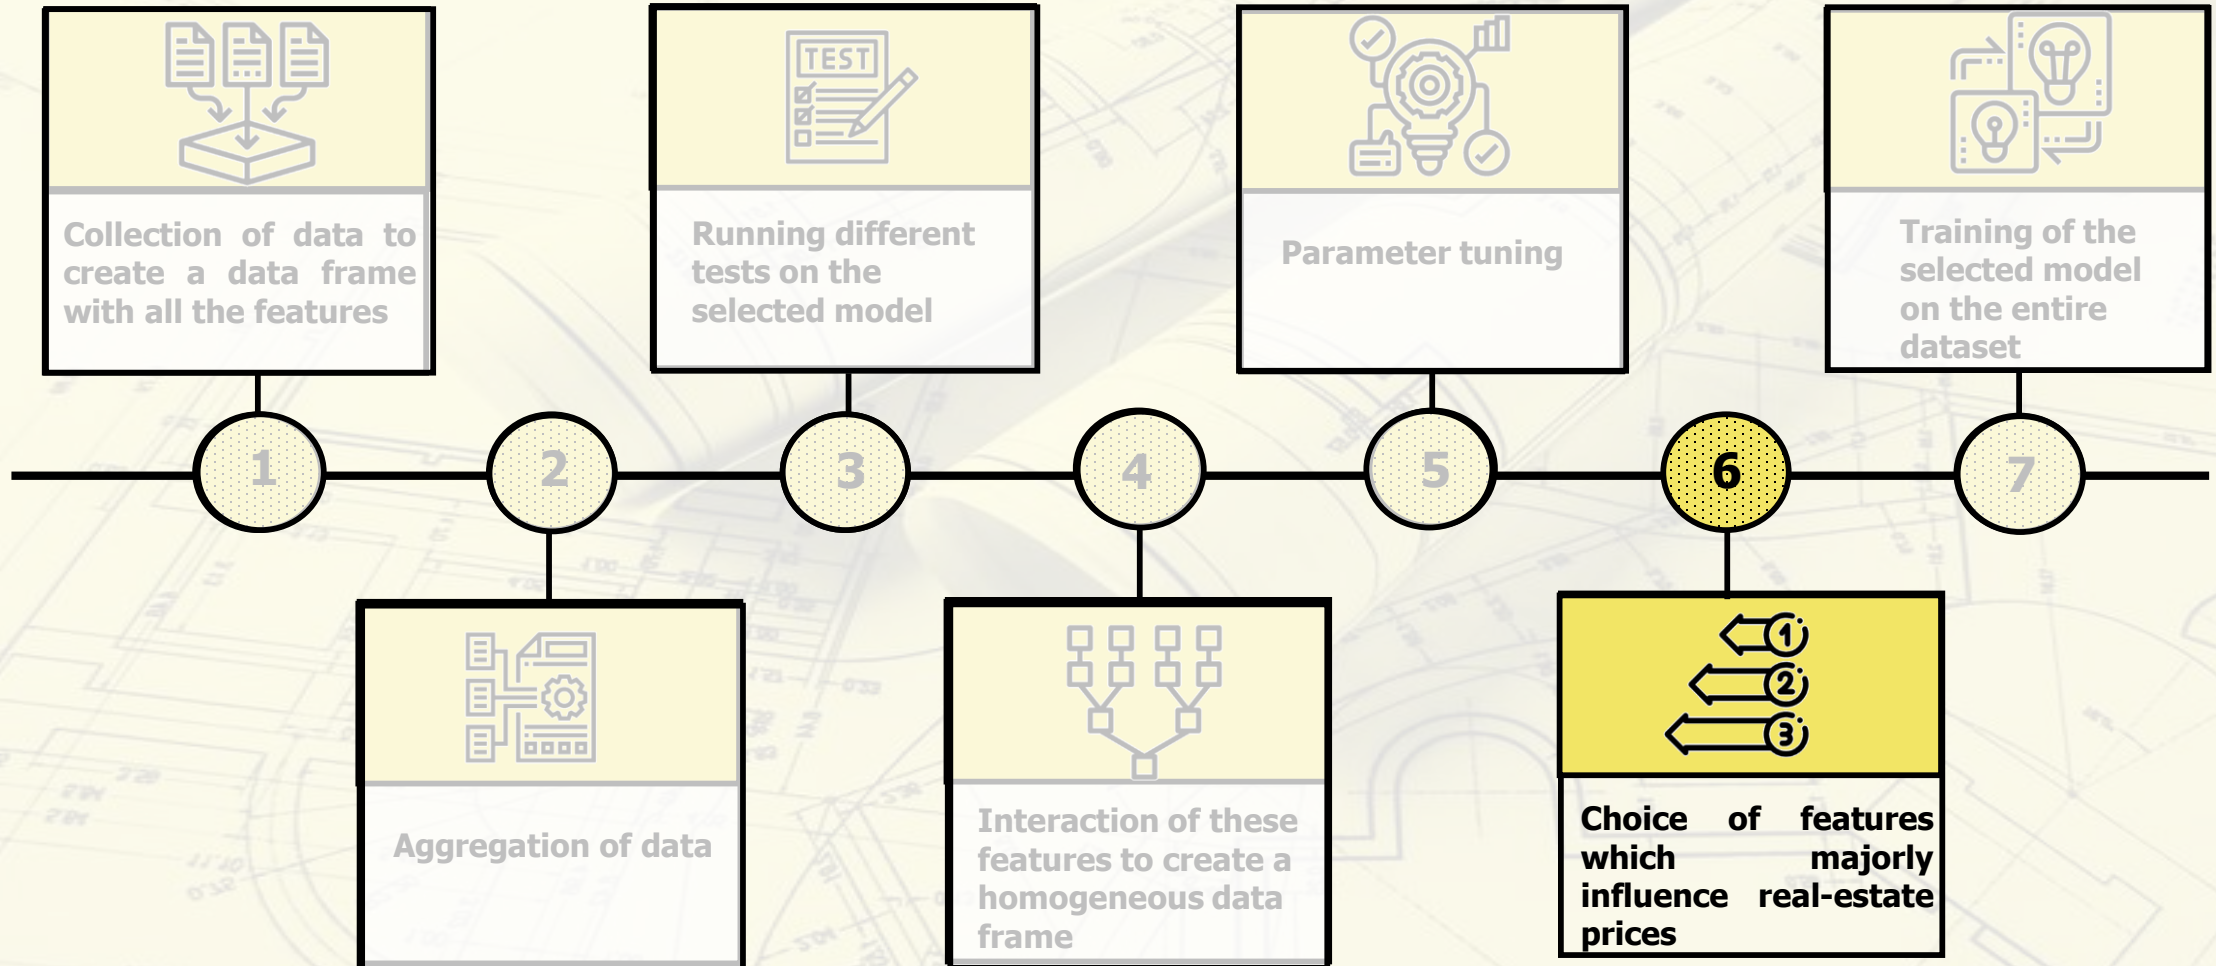 TEST
Collection of data to
create a data frame
with all the features
Running different
tests on the
selected model
Parameter tuning
Training of the
selected model
on the entire
dataset
1
2
3
4
5
6
7
Aggregation of data
Interaction of these
features to create a
homogeneous data
frame
1
2
3
Choice of features
which majorly
influence real-estate
prices